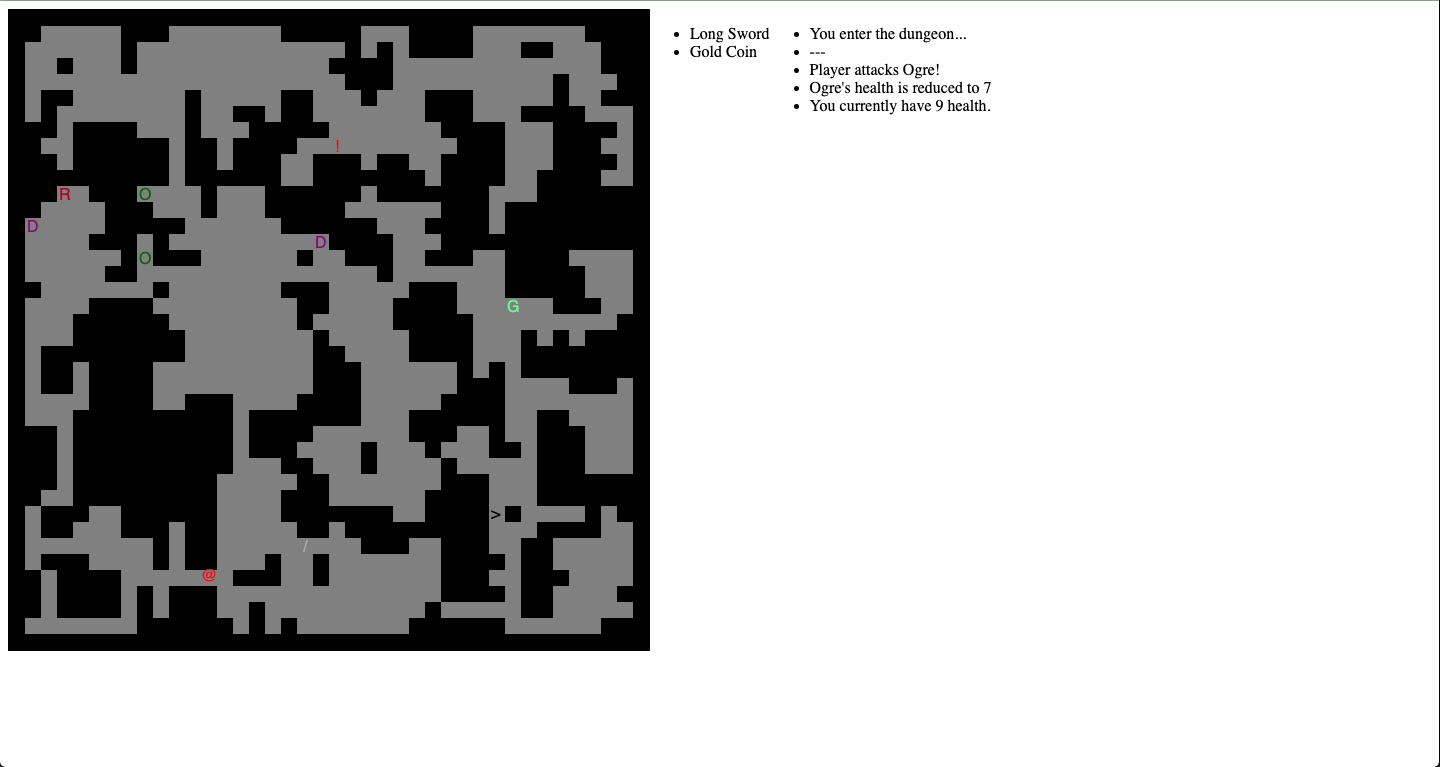 Long Sword
Gold Coin
You enter the dungeon...
---
Player attacks Ogre!
Ogre's health is reduced to 7
You currently have 9 health.
!
R O
D
D
O
G
>
/
@